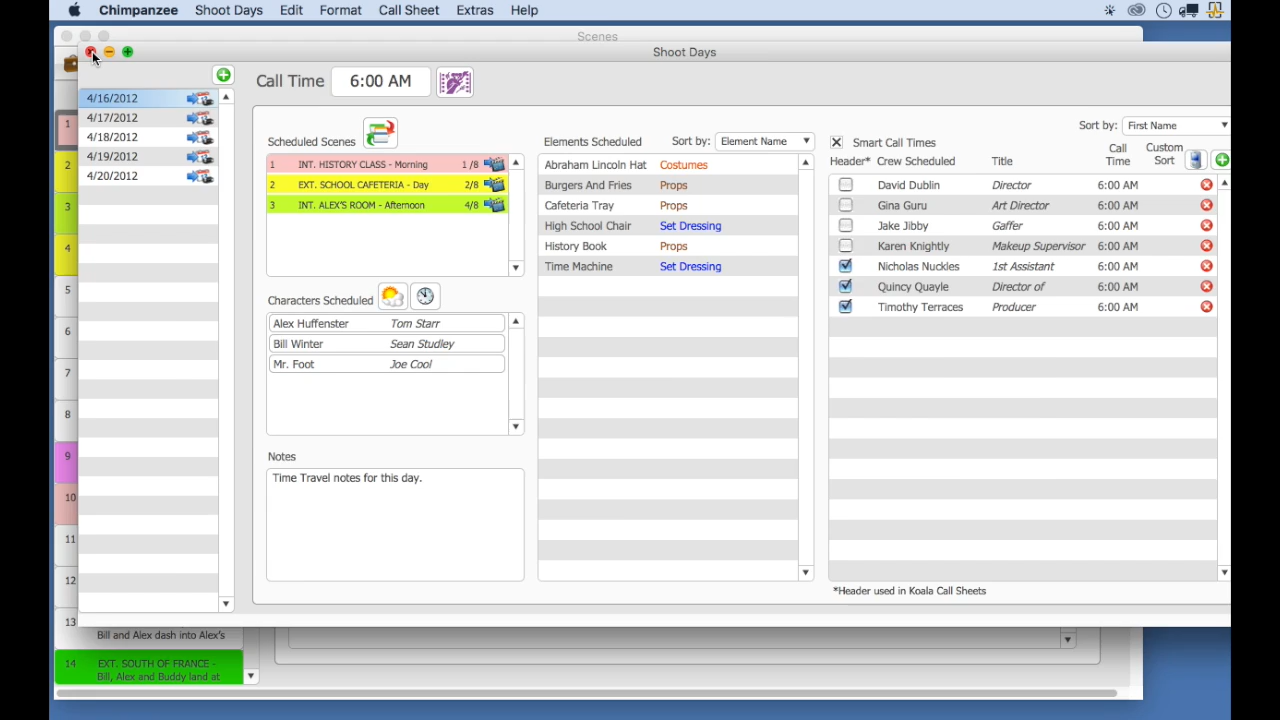 Chimpanzee Shoot Days Edit Format Call Sheet Extras Help
Scenes
Shoot Days
Call Time 6:00 AM
4/16/2012
4/17/2012
4/18/2012
4/19/2012
4/20/2012
1
2
3
4
5
6
7
8
9
10
11
12
13
Bill and Alex dash into Alex's
14 EXT. SOUTH OF FRANCE -
Bill, Alex and Buddy land at
Scheduled Scenes
1 INT. HISTORY CLASS - Morning 1/8
2 EXT. SCHOOL CAFETERIA - Day 2/8
3 INT. ALEX'S ROOM - Afternoon 4/8
Characters Scheduled
Alex Huffenster Tom Starr
Bill Winter Sean Studley
Mr. Foot Joe Cool
Notes
Time Travel notes for this day.
Elements Scheduled Sort by: Element Name
Abraham Lincoln Hat Costumes
Burgers And Fries Props
Cafeteria Tray Props
High School Chair Set Dressing
History Book Props
Time Machine Set Dressing
Sort by: First Name
Smart Call Times
Header* Crew Scheduled Title Call Time Custom Sort
David Dublin Director 6:00 AM
Gina Guru Art Director 6:00 AM
Jake Jibby Gaffer 6:00 AM
Karen Knightly Makeup Supervisor 6:00 AM
Nicholas Nuckles 1st Assistant 6:00 AM
Quincy Quayle Director of 6:00 AM
Timothy Terraces Producer 6:00 AM
*Header used in Koala Call Sheets